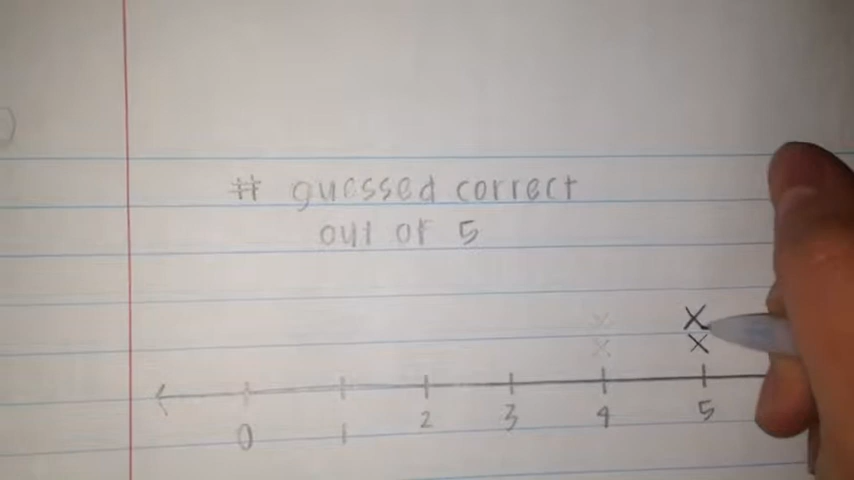 # guessed correct
out of 5
x x
x x
0 1 2 3 4 5